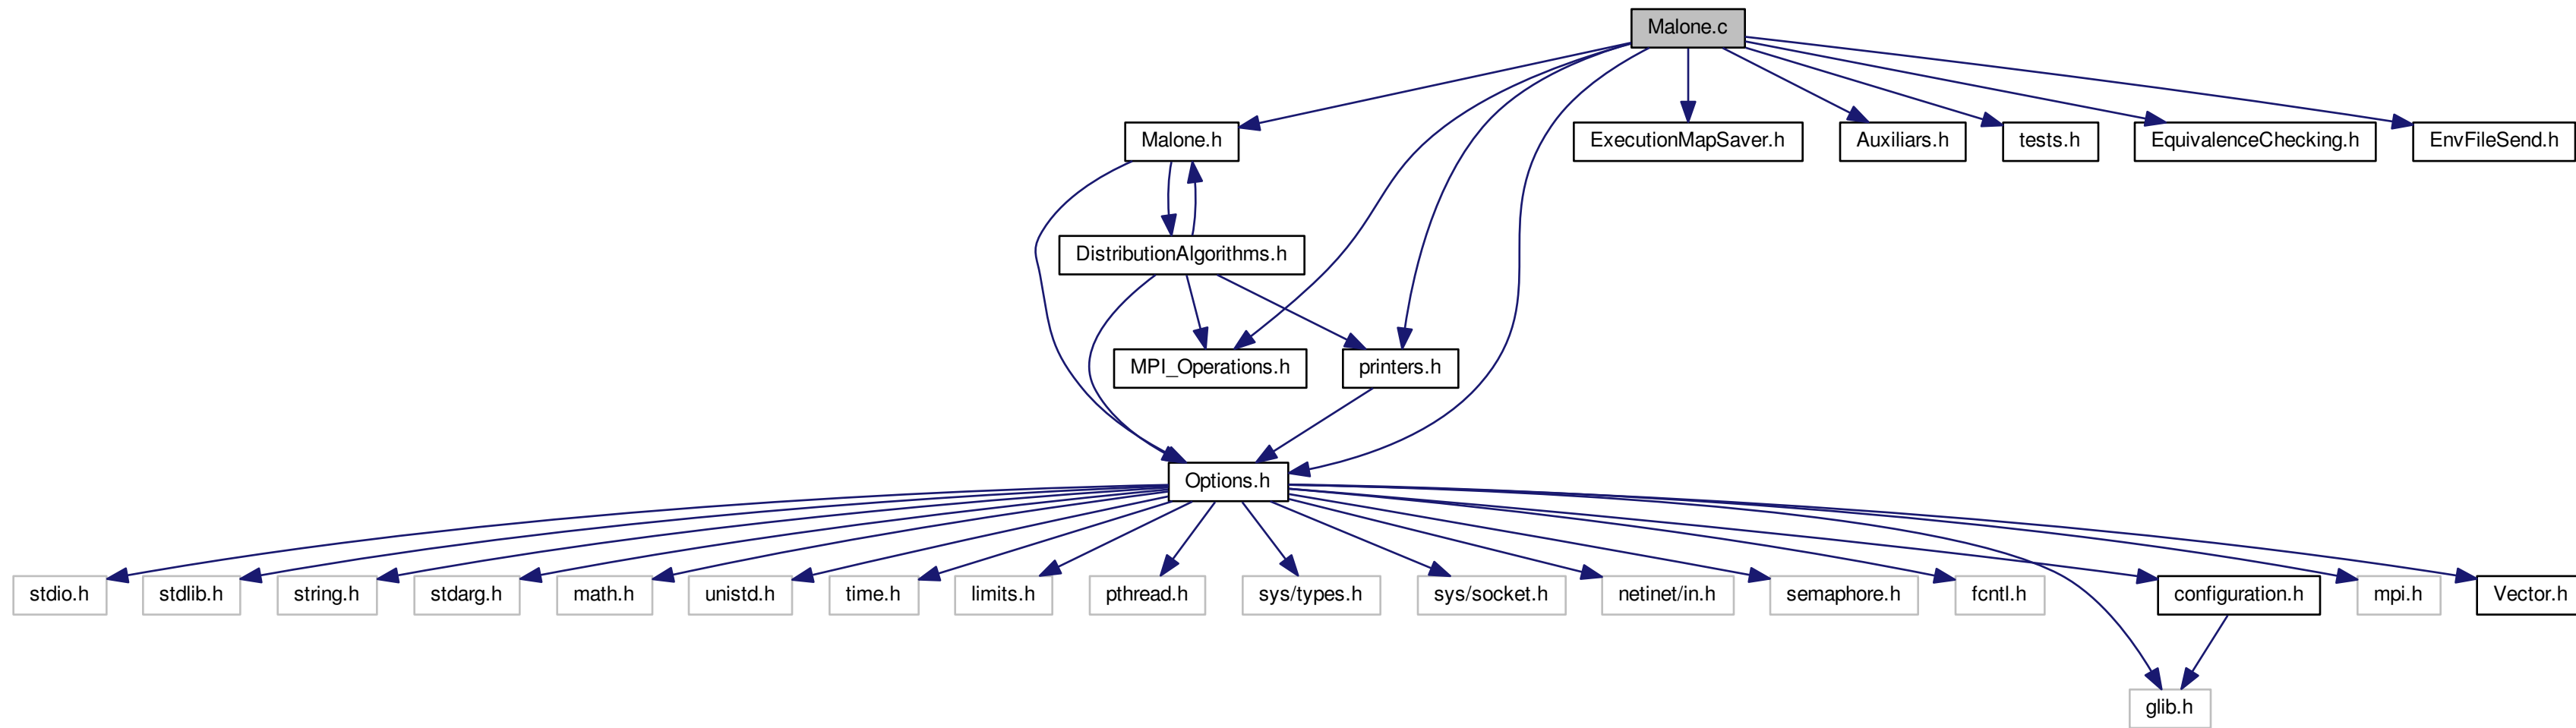 Malone.c
Malone.h
ExecutionMapSaver.h
Auxiliars.h
tests.h
EquivalenceChecking.h
EnvFileSend.h
DistributionAlgorithms.h
MPI_Operations.h
printers.h
Options.h
stdio.h
stdlib.h
string.h
stdarg.h
math.h
unistd.h
time.h
limits.h
pthread.h
sys/types.h
sys/socket.h
netinet/in.h
semaphore.h
fcntl.h
configuration.h
mpi.h
Vector.h
glib.h